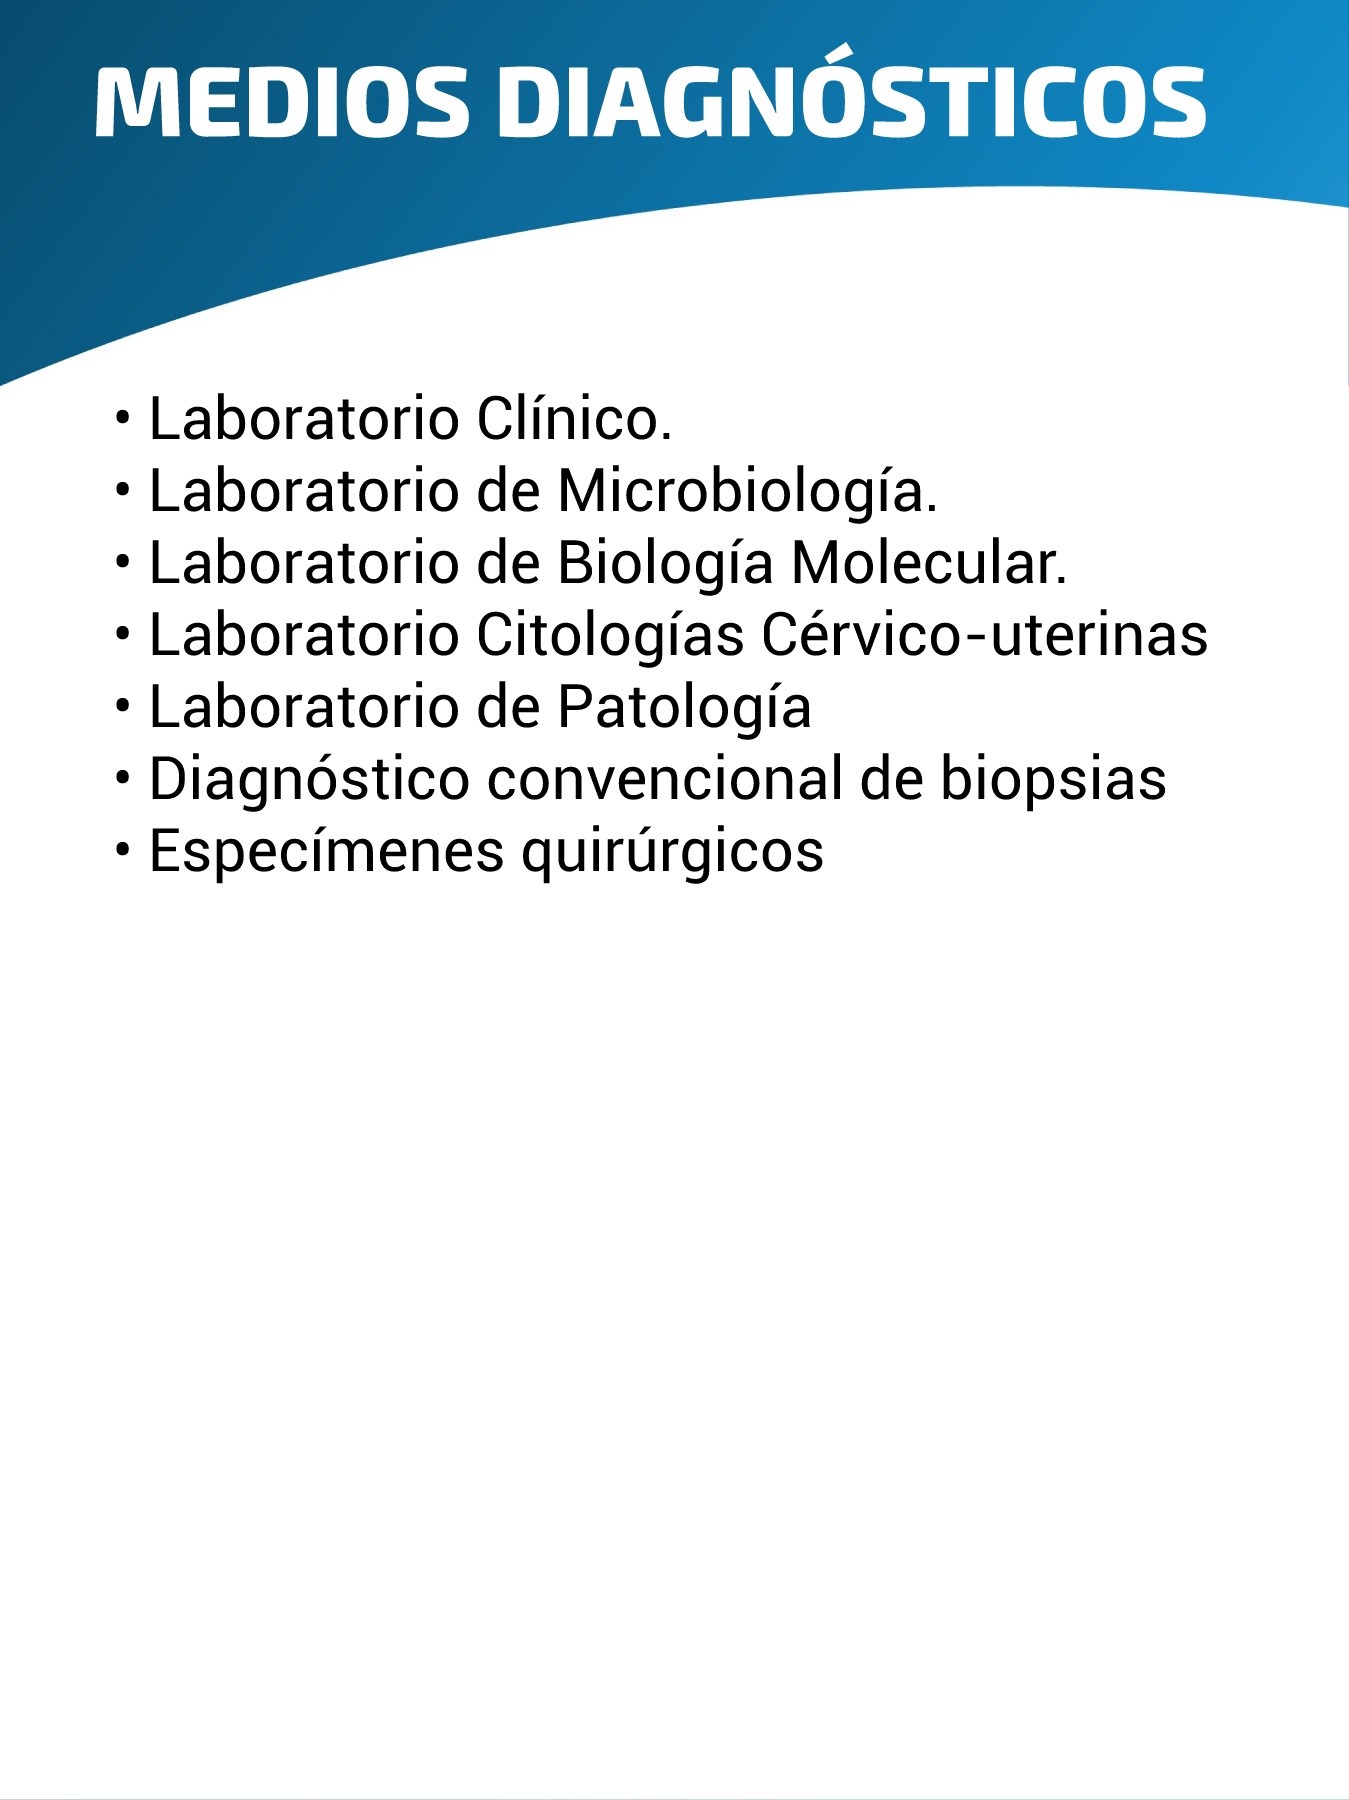 MEDIOS DIAGNÓSTICOS
• Laboratorio Clínico.
• Laboratorio de Microbiología.
• Laboratorio de Biología Molecular.
• Laboratorio Citologías Cérvico-uterinas
• Laboratorio de Patología
• Diagnóstico convencional de biopsias
• Especímenes quirúrgicos